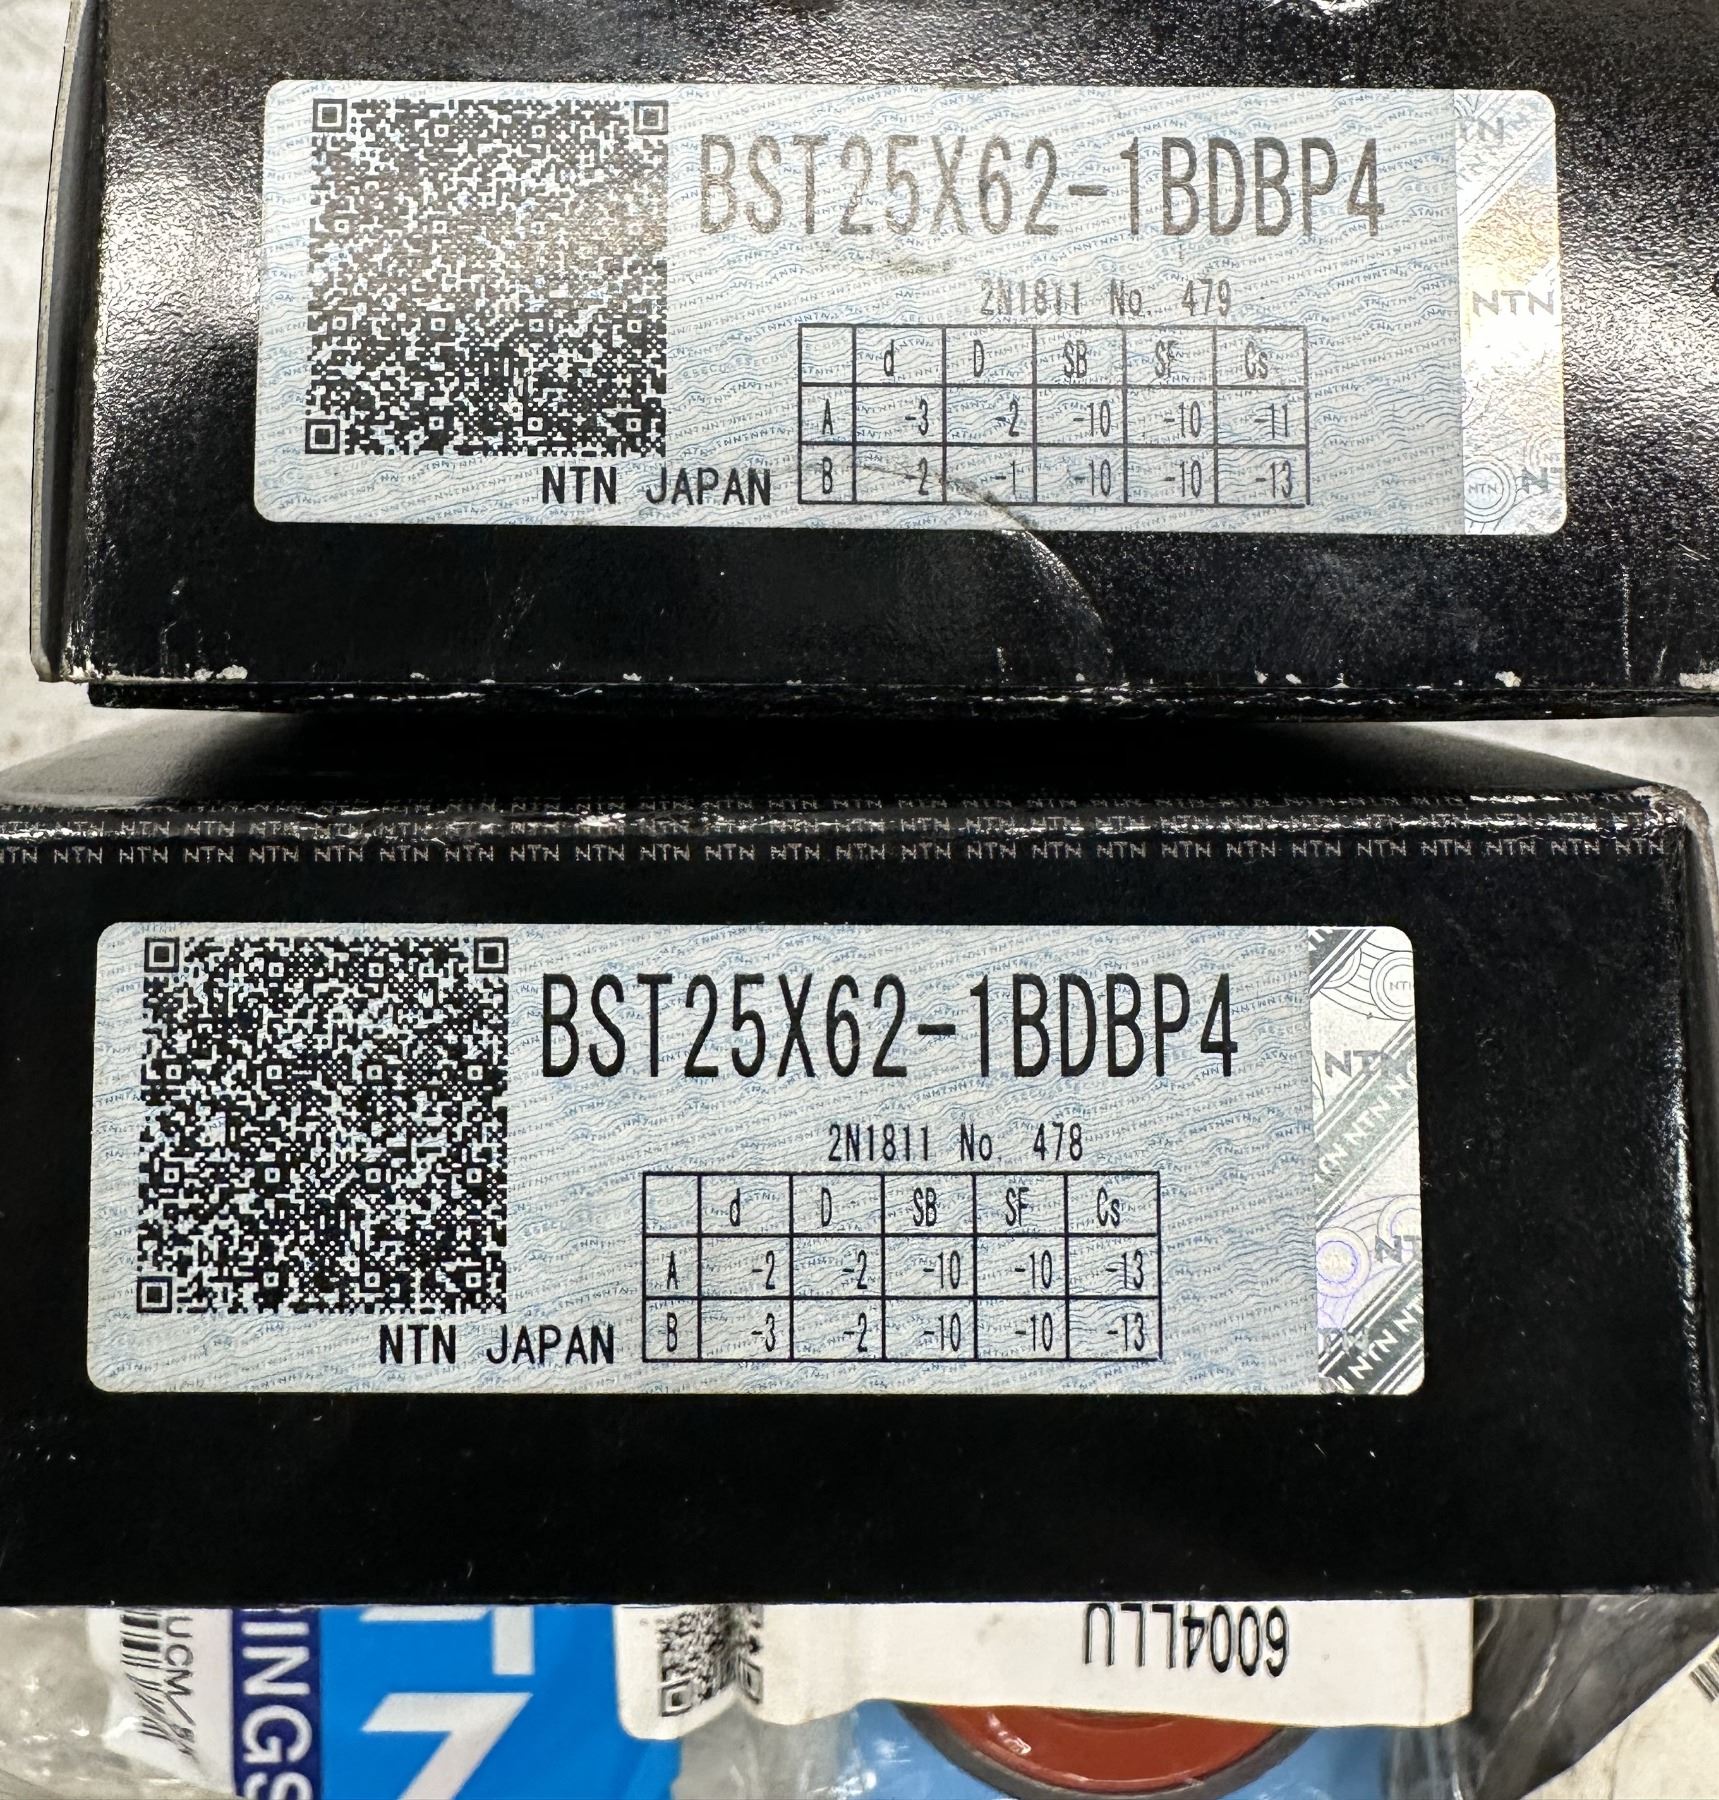 BST25X62-1BDBP4
2N1811 No. 479
d D SB SF Cs
A -3 -2 -10 -10 -11
B -2 -1 -10 -10 -13
NTN JAPAN
NTN
NTN NTN NTN NTN NTN NTN NTN NTN NTN NTN NTN NTN NTN NTN NTN NTN NTN NTN NTN NTN NTN NTN NTN NTN NTN NTN
BST25X62-1BDBP4
2N1811 No. 478
d D SB SF Cs
A -2 -2 -10 -10 -13
B -3 -2 -10 -10 -13
NTN JAPAN
NTN
6004LLU
UCM
INGS